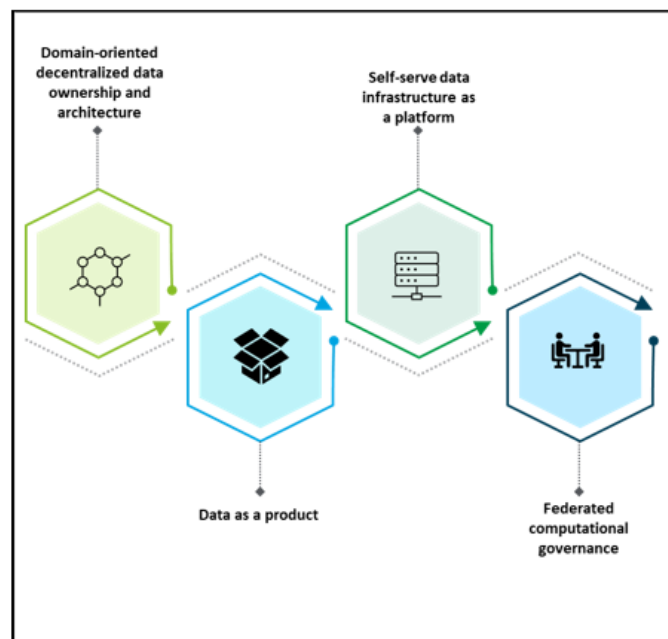 Domain-oriented
decentralized data
ownership and
architecture
Self-serve data
infrastructure as
a platform
Data as a product
Federated
computational
governance